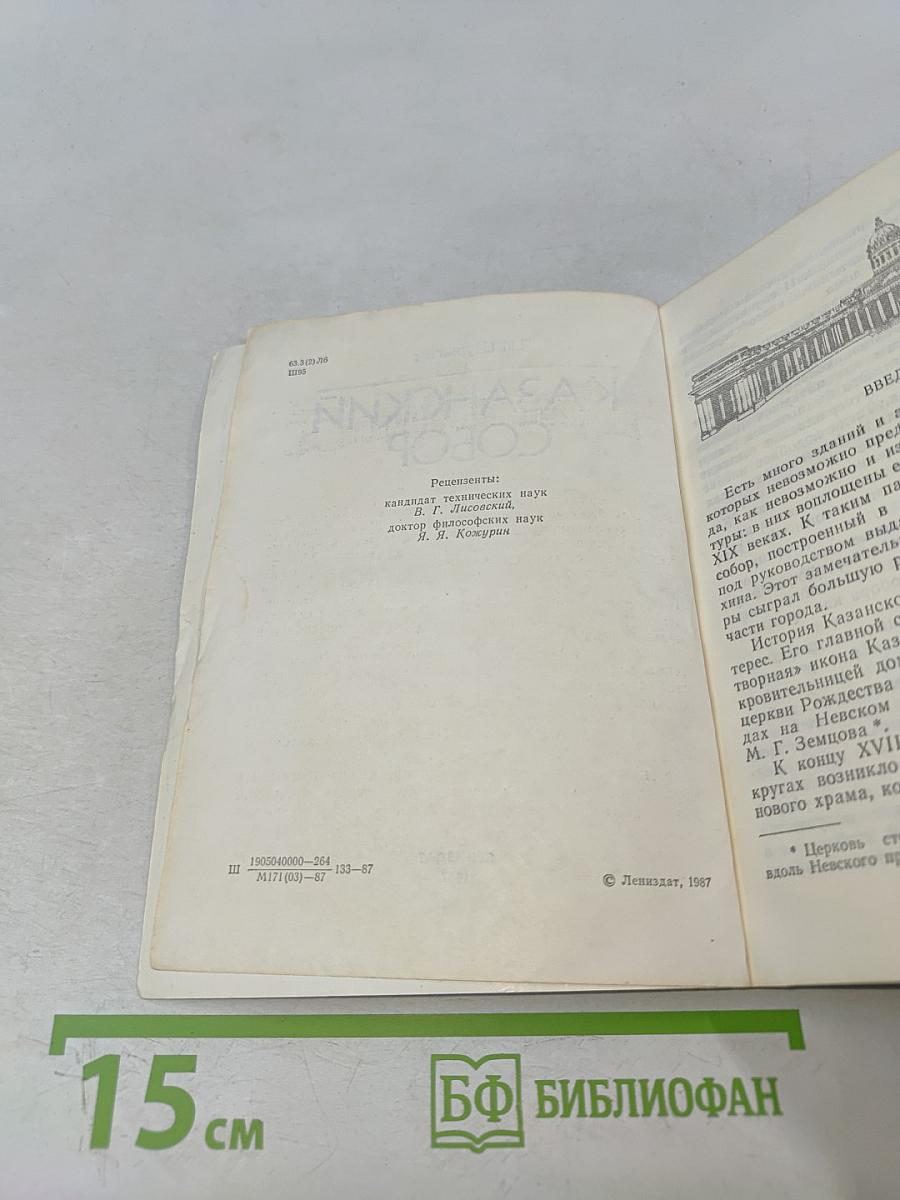 63.3(2)Л6
Ш95
КАЗАНСКИЙ
СОБОР
Рецензенты:
кандидат технических наук
В. Г. Лисовский,
доктор философских наук
Я. Я. Кожурин
Ш 1905040000—264 133—87
М171(03)—87
© Лениздат, 1987
ВВЕД
Есть много зданий и а
которых невозможно пред
да, как невозможно и из
туры: в них воплощены е
XIX веках. К таким па
собор, построенный в
под руководством выда
хина. Этот замечатель
ры сыграл большую р
части города.
История Казанско
терес. Его главной с
творная» икона Каз
кровительницей до
церкви Рождества
дах на Невском
М. Г. Земцова*.
К концу XVIII
кругах возникло
нового храма, ко
* Церковь сто
вдоль Невского пр
15 см
БФ БИБЛИОФАН